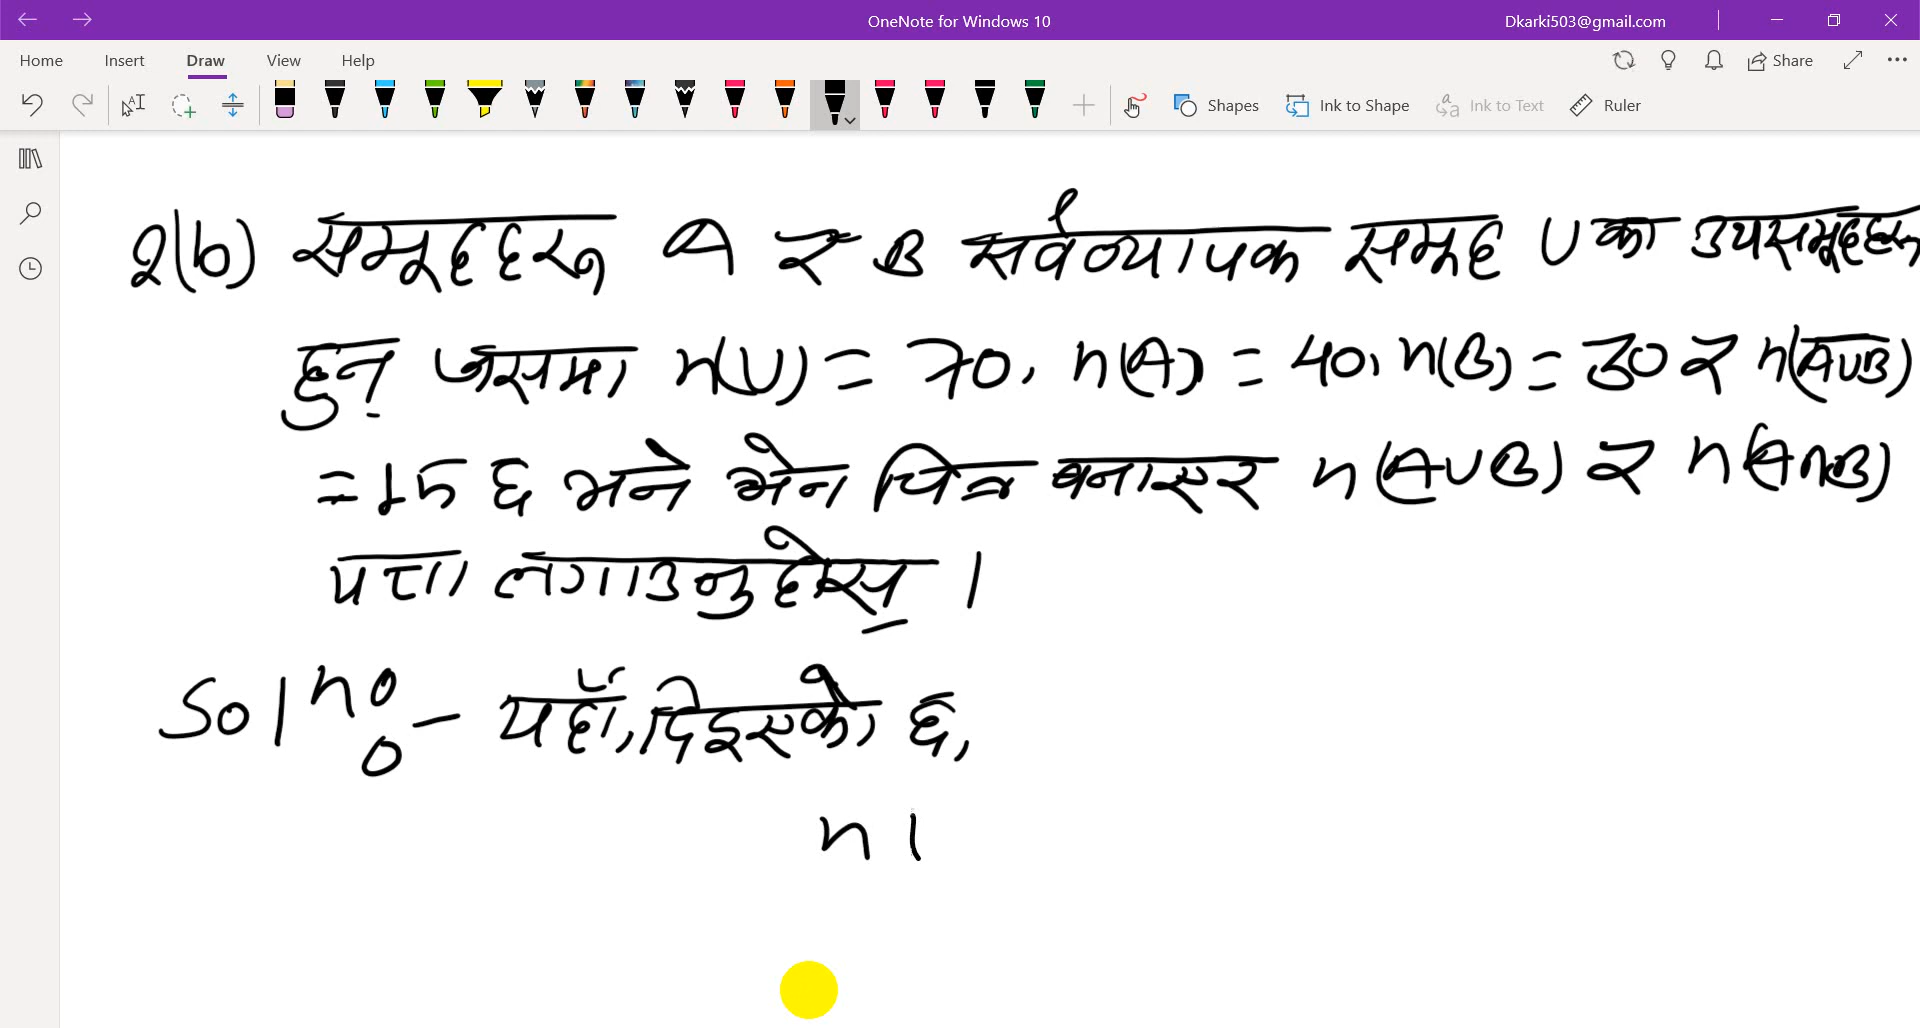 OneNote for Windows 10
Dkarki503@gmail.com
Home Insert Draw View Help
Share
Shapes Ink to Shape Ink to Text Ruler
2(b) समूहहरू A र B सर्वव्यापक समूह U का उपसमूहहरू
हुन् जसमा n(U) = 70, n(A) = 40, n(B) = 30 र n(A̅U̅B̅)
= 15 छ भने भेन चित्र बनाएर n(A∪B) र n(A∩B)
पत्ता लगाउनुहोस् ।
Solⁿ: – यहाँ, दिइएको छ,
n (